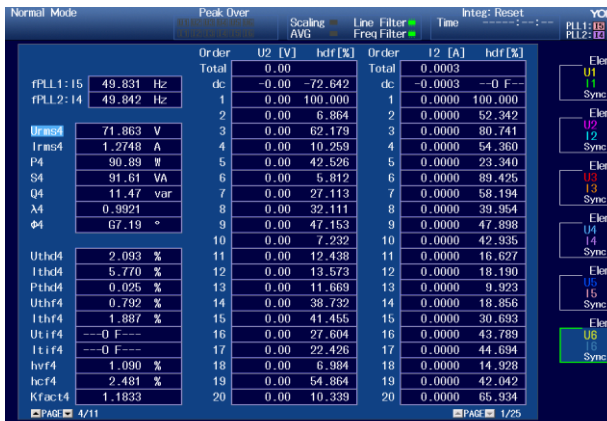 Normal Mode Peak Over Scaling Line Filter Integ: Reset YO
AVG Freq Filter Time -----:--:-- PLL1: I5
PLL2: I4
Order U2 [V] hdf[%] Order I2 [A] hdf[%]
Total 0.00 Total 0.0003
fPLL1:I5 49.831 Hz dc -0.00 -72.642 dc -0.0003 --O F--
fPLL2:I4 49.842 Hz 1 0.00 100.000 1 0.0000 100.000
2 0.00 6.864 2 0.0000 52.342
Urms4 71.863 V 3 0.00 62.179 3 0.0000 80.741
Irms4 1.2748 A 4 0.00 10.259 4 0.0000 54.360
P4 90.89 W 5 0.00 42.526 5 0.0000 23.340
S4 91.61 VA 6 0.00 5.812 6 0.0000 89.425
Q4 11.47 var 7 0.00 27.113 7 0.0000 58.194
λ4 0.9921 8 0.00 32.111 8 0.0000 39.954
Φ4 G7.19 ° 9 0.00 47.153 9 0.0000 47.898
10 0.00 7.232 10 0.0000 42.935
Uthd4 2.093 % 11 0.00 12.438 11 0.0000 16.627
Ithd4 5.770 % 12 0.00 13.573 12 0.0000 18.190
Pthd4 0.025 % 13 0.00 11.669 13 0.0000 9.923
Uthf4 0.792 % 14 0.00 38.732 14 0.0000 18.856
Ithf4 1.887 % 15 0.00 41.455 15 0.0000 30.693
Utif4 ---O F--- 16 0.00 27.604 16 0.0000 43.789
Itif4 ---O F--- 17 0.00 22.426 17 0.0000 44.694
hvf4 1.090 % 18 0.00 6.984 18 0.0000 14.928
hcf4 2.481 % 19 0.00 54.864 19 0.0000 42.042
Kfact4 1.1833 20 0.00 10.339 20 0.0000 65.934
PAGE 4/11 PAGE 1/25
Eler
U1
I1
Sync
Eler
U2
I2
Sync
Eler
U3
I3
Sync
Eler
U4
I4
Sync
Eler
U5
I5
Sync
Eler
U6
I6
Sync